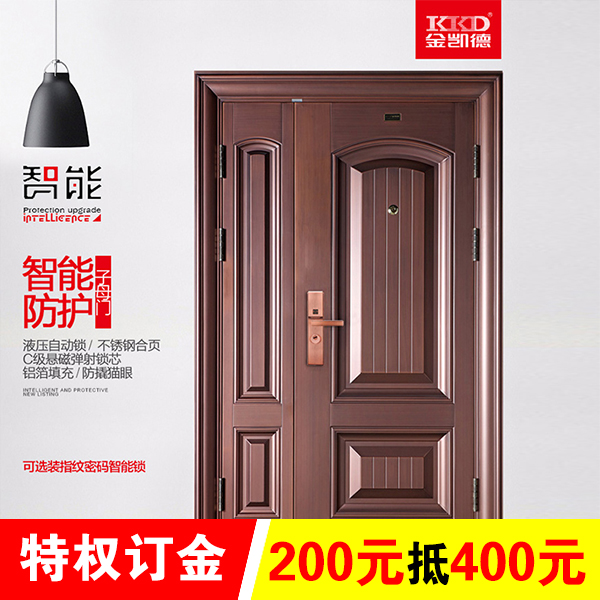 KKD®
金凯德
智能
Protection upgrade
INTELLIGENCE
智能
防护
子母门
液压自动锁 / 不锈钢合页
C级悬磁弹射锁芯
铝箔填充 / 防撬猫眼
INTELLIGENT AND PROTECTIVE
NEW LISTING
可选装指纹密码智能锁
特权订金
200元抵400元